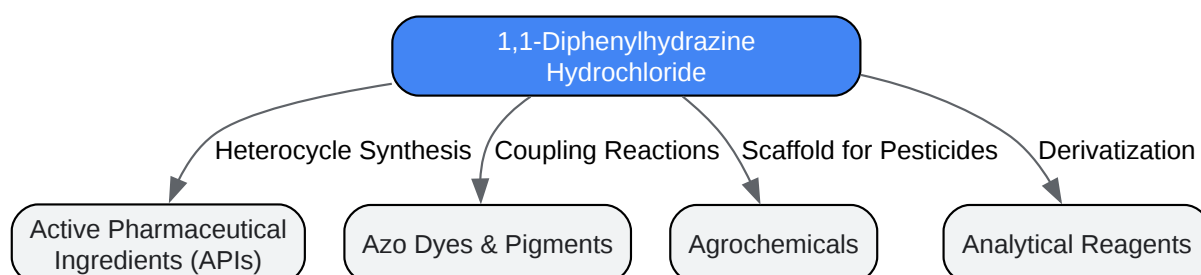 1,1-Diphenylhydrazine
Hydrochloride
Heterocycle Synthesis
Coupling Reactions
Scaffold for Pesticides
Derivatization
Active Pharmaceutical
Ingredients (APIs)
Azo Dyes & Pigments
Agrochemicals
Analytical Reagents